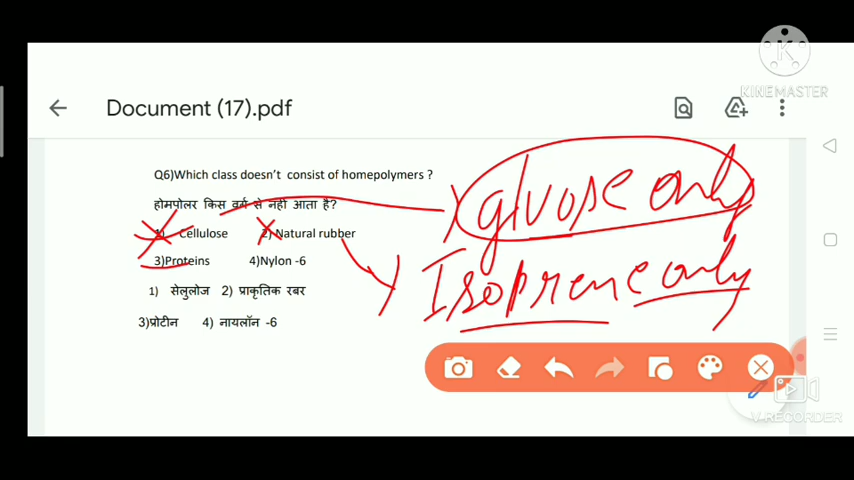 K
KINEMASTER
Document (17).pdf
Q6)Which class doesn't consist of homepolymers ?
होमपोलर किस वर्ग से नही आता है?
1) Cellulose 2) Natural rubber
3)Proteins 4)Nylon -6
1) सेलुलोज 2) प्राकृतिक रबर
3)प्रोटीन 4) नायलॉन -6
glucose only
Isoprene only
V RECORDER